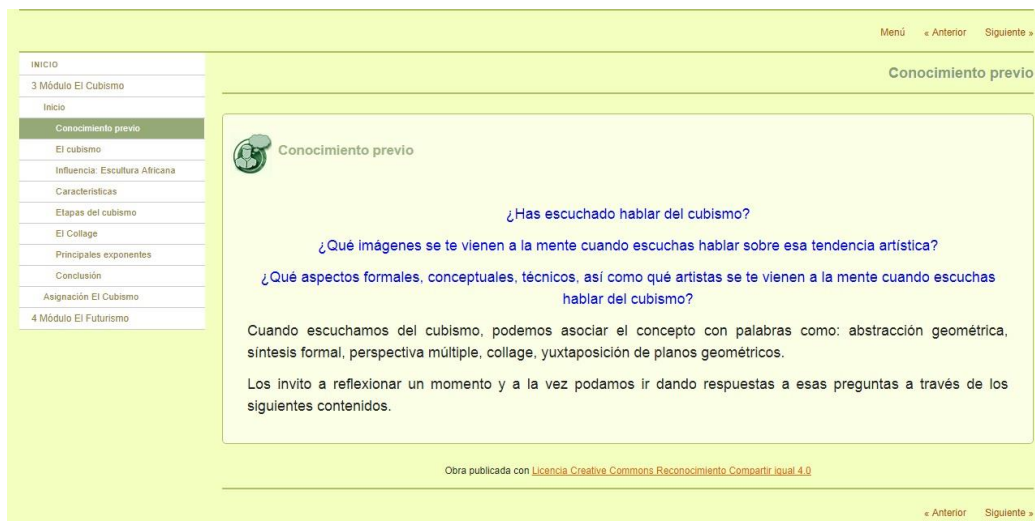 Menú « Anterior Siguiente »
INICIO
3 Módulo El Cubismo
Inicio
Conocimiento previo
El cubismo
Influencia: Escultura Africana
Caracteristicas
Etapas del cubismo
El Collage
Principales exponentes
Conclusión
Asignación El Cubismo
4 Módulo El Futurismo
Conocimiento previo
Conocimiento previo
¿Has escuchado hablar del cubismo?
¿Qué imágenes se te vienen a la mente cuando escuchas hablar sobre esa tendencia artística?
¿Qué aspectos formales, conceptuales, técnicos, así como qué artistas se te vienen a la mente cuando escuchas
hablar del cubismo?
Cuando escuchamos del cubismo, podemos asociar el concepto con palabras como: abstracción geométrica,
síntesis formal, perspectiva múltiple, collage, yuxtaposición de planos geométricos.
Los invito a reflexionar un momento y a la vez podamos ir dando respuestas a esas preguntas a través de los
siguientes contenidos.
Obra publicada con Licencia Creative Commons Reconocimiento Compartir igual 4.0
« Anterior Siguiente »